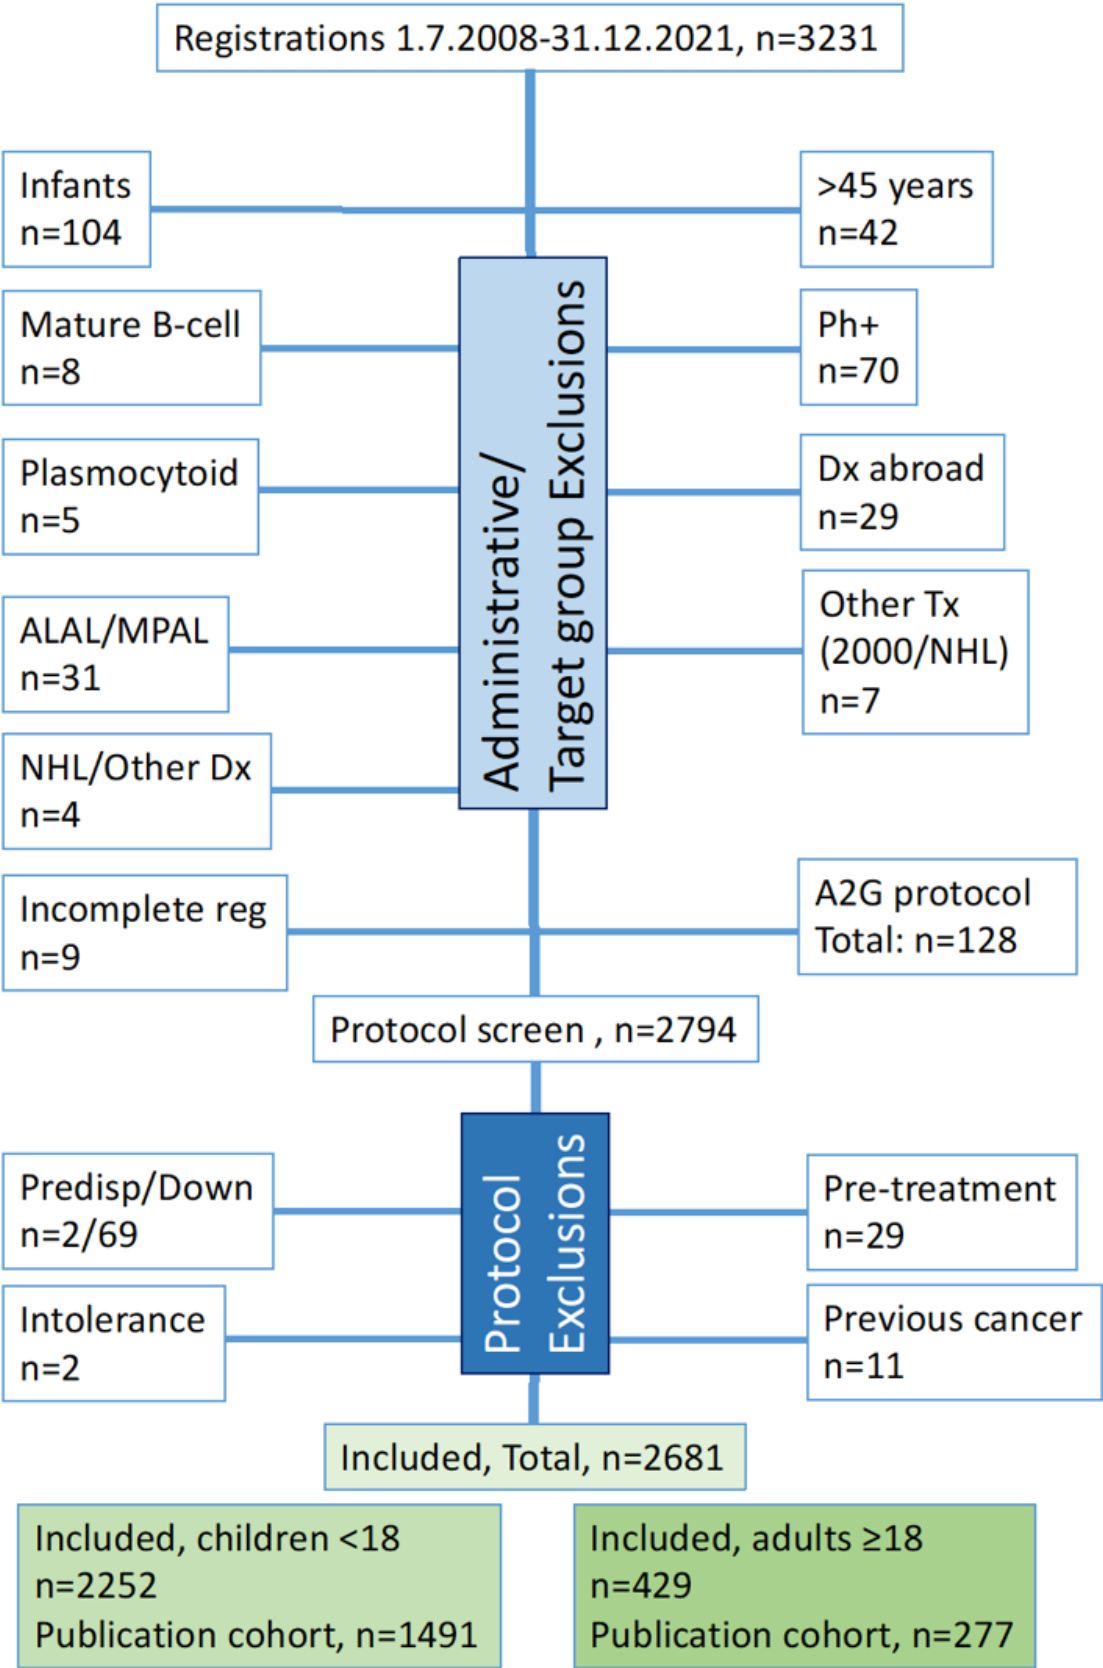 Registrations 1.7.2008-31.12.2021, n=3231
Infants
n=104
>45 years
n=42
Mature B-cell
n=8
Ph+
n=70
Plasmocytoid
n=5
Dx abroad
n=29
Administrative/
Target group Exclusions
ALAL/MPAL
n=31
Other Tx
(2000/NHL)
n=7
NHL/Other Dx
n=4
Incomplete reg
n=9
A2G protocol
Total: n=128
Protocol screen , n=2794
Predisp/Down
n=2/69
Pre-treatment
n=29
Protocol
Exclusions
Intolerance
n=2
Previous cancer
n=11
Included, Total, n=2681
Included, children <18
n=2252
Publication cohort, n=1491
Included, adults ≥18
n=429
Publication cohort, n=277